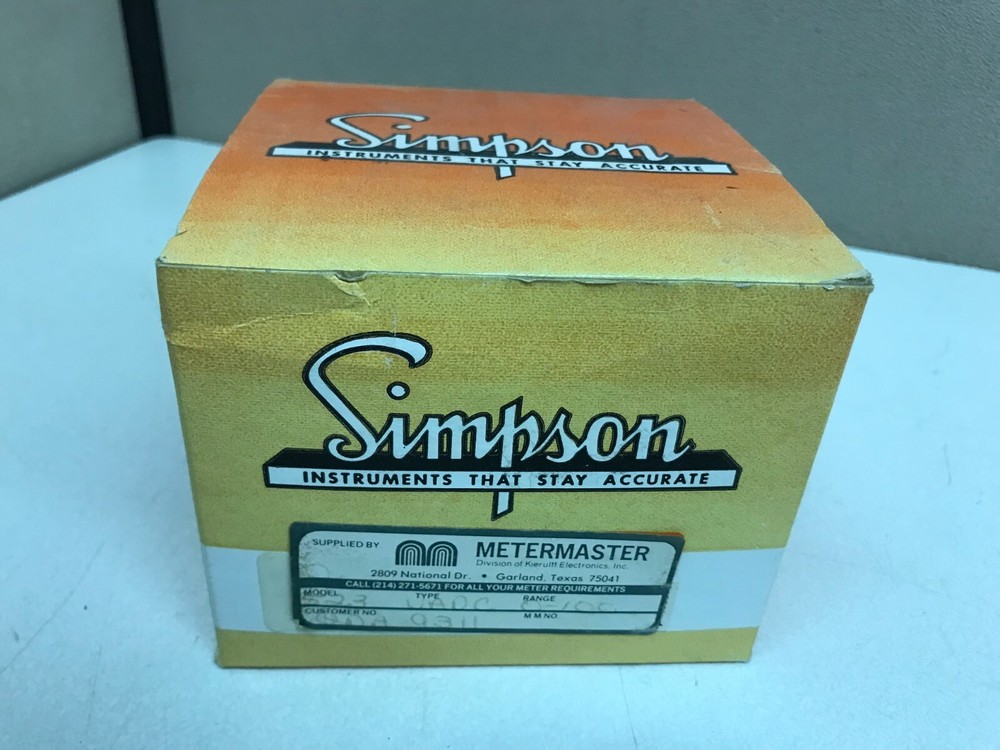 Simpson
INSTRUMENTS THAT STAY ACCURATE
Simpson
INSTRUMENTS THAT STAY ACCURATE
SUPPLIED BY
METERMASTER
Division of Kierulff Electronics, Inc.
2809 National Dr. • Garland, Texas 75041
CALL (214) 271-5671 FOR ALL YOUR METER REQUIREMENTS
MODEL TYPE RANGE
CUSTOMER NO. M M NO.
9311